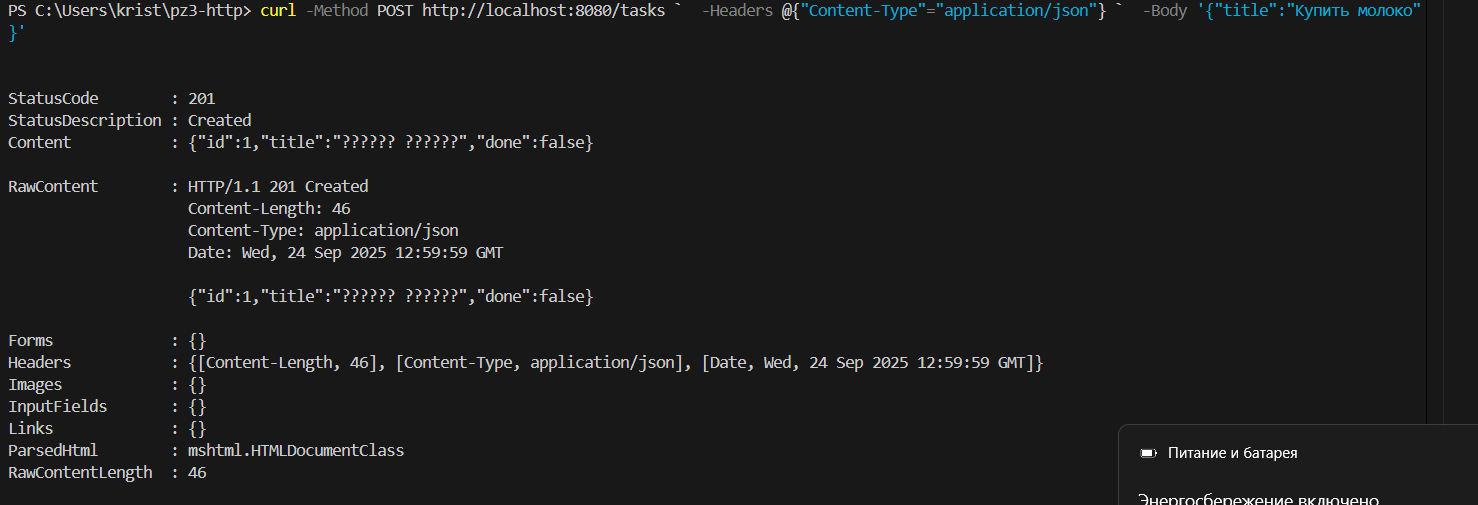 PS C:\Users\krist\pz3-http> curl -Method POST http://localhost:8080/tasks `  -Headers @{"Content-Type"="application/json"} `  -Body '{"title":"Купить молоко"
}'
StatusCode        : 201
StatusDescription : Created
Content           : {"id":1,"title":"?????? ??????","done":false}
RawContent        : HTTP/1.1 201 Created
                    Content-Length: 46
                    Content-Type: application/json
                    Date: Wed, 24 Sep 2025 12:59:59 GMT
                    {"id":1,"title":"?????? ??????","done":false}
Forms             : {}
Headers           : {[Content-Length, 46], [Content-Type, application/json], [Date, Wed, 24 Sep 2025 12:59:59 GMT]}
Images            : {}
InputFields       : {}
Links             : {}
ParsedHtml        : mshtml.HTMLDocumentClass
RawContentLength  : 46
Питание и батарея
Энергосбережение включено